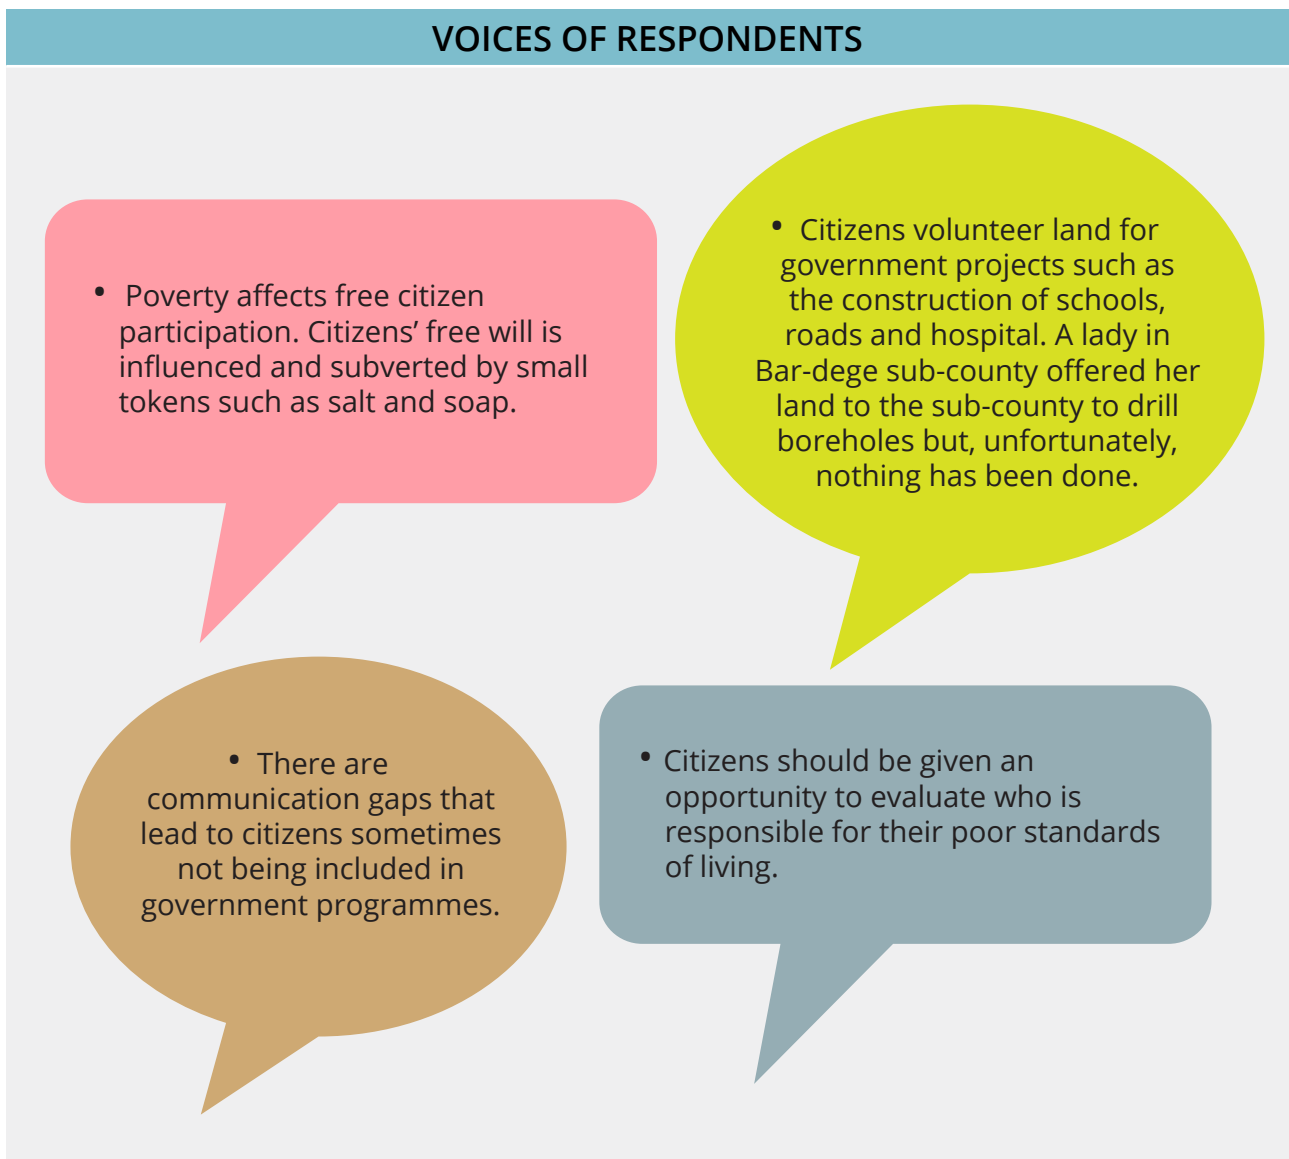 VOICES OF RESPONDENTS
• Poverty affects free citizen
participation. Citizens’ free will is
influenced and subverted by small
tokens such as salt and soap.
• Citizens volunteer land for
government projects such as
the construction of schools,
roads and hospital. A lady in
Bar-dege sub-county offered her
land to the sub-county to drill
boreholes but, unfortunately,
nothing has been done.
• There are
communication gaps that
lead to citizens sometimes
not being included in
government programmes.
• Citizens should be given an
opportunity to evaluate who is
responsible for their poor standards
of living.